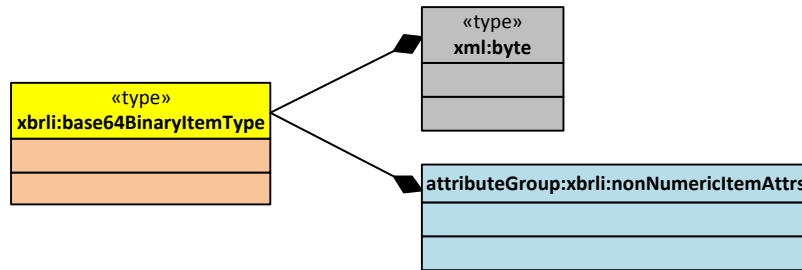 «type»
xml:byte
«type»
xbrli:base64BinaryItemType
attributeGroup:xbrli:nonNumericItemAttrs